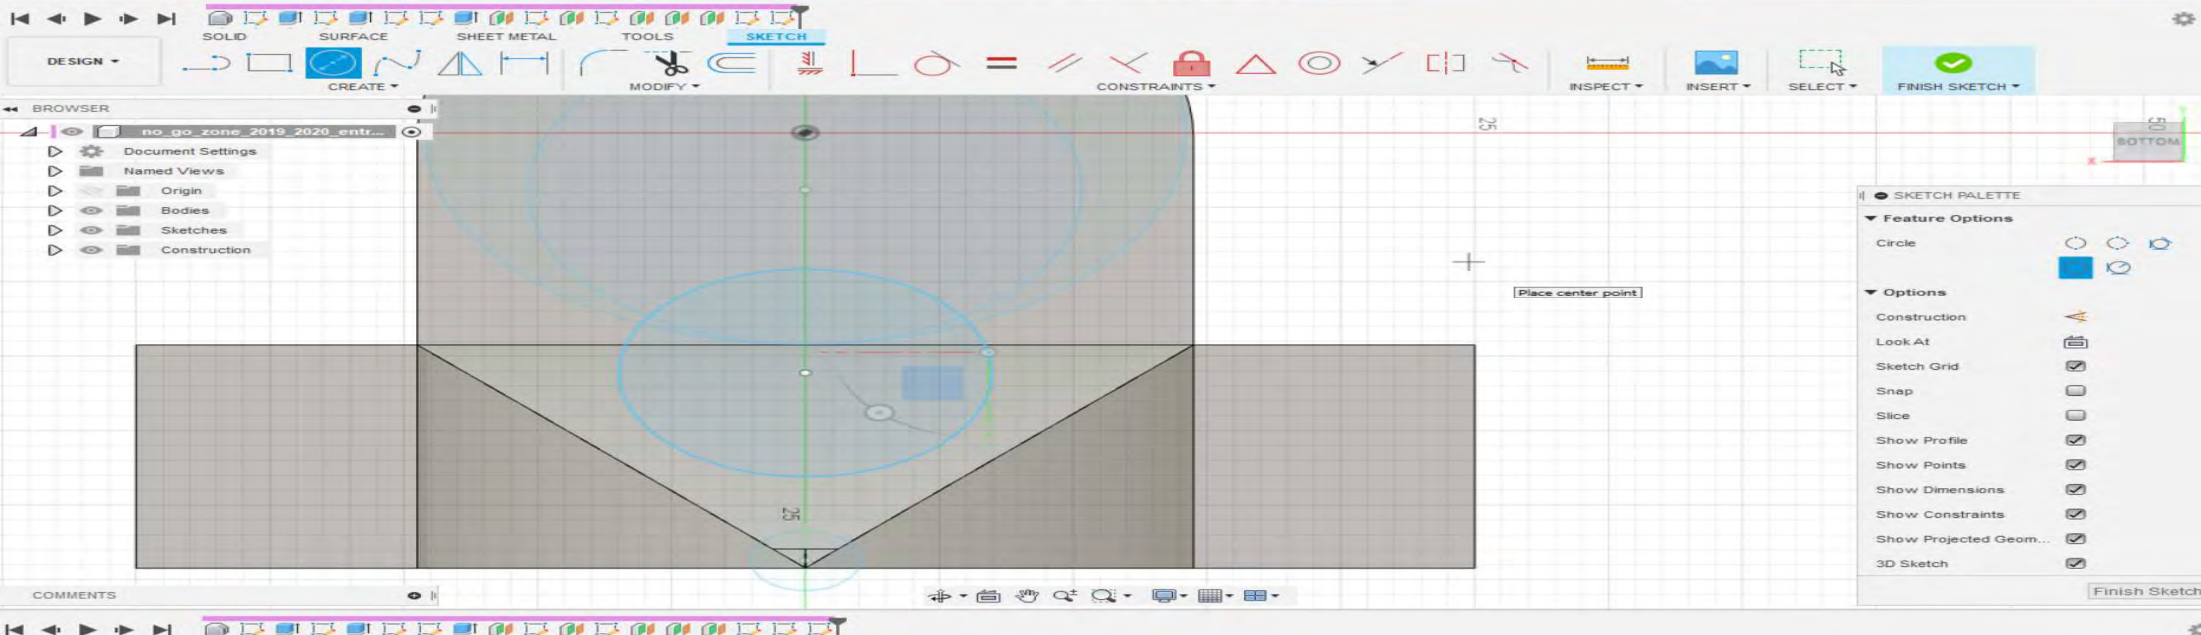 SOLID SURFACE SHEET METAL TOOLS SKETCH
DESIGN
CREATE MODIFY CONSTRAINTS INSPECT INSERT SELECT FINISH SKETCH
BROWSER
no_go_zone_2019_2020_entr...
Document Settings
Named Views
Origin
Bodies
Sketches
Construction
25
50
BOTTOM
X
SKETCH PALETTE
Feature Options
Circle
Place center point
Options
Construction
Look At
Sketch Grid
Snap
Slice
Show Profile
Show Points
Show Dimensions
Show Constraints
Show Projected Geom...
3D Sketch
25
COMMENTS
Finish Sketch